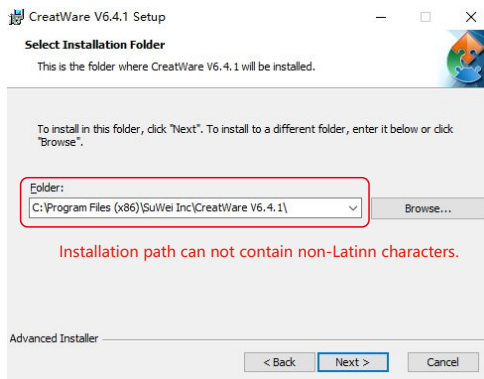 CreatWare V6.4.1 Setup
Select Installation Folder
This is the folder where CreatWare V6.4.1 will be installed.
To install in this folder, click "Next". To install to a different folder, enter it below or click
"Browse".
Folder:
C:\Program Files (x86)\SuWei Inc\CreatWare V6.4.1\
Browse...
Installation path can not contain non-Latinn characters.
Advanced Installer
< Back Next > Cancel